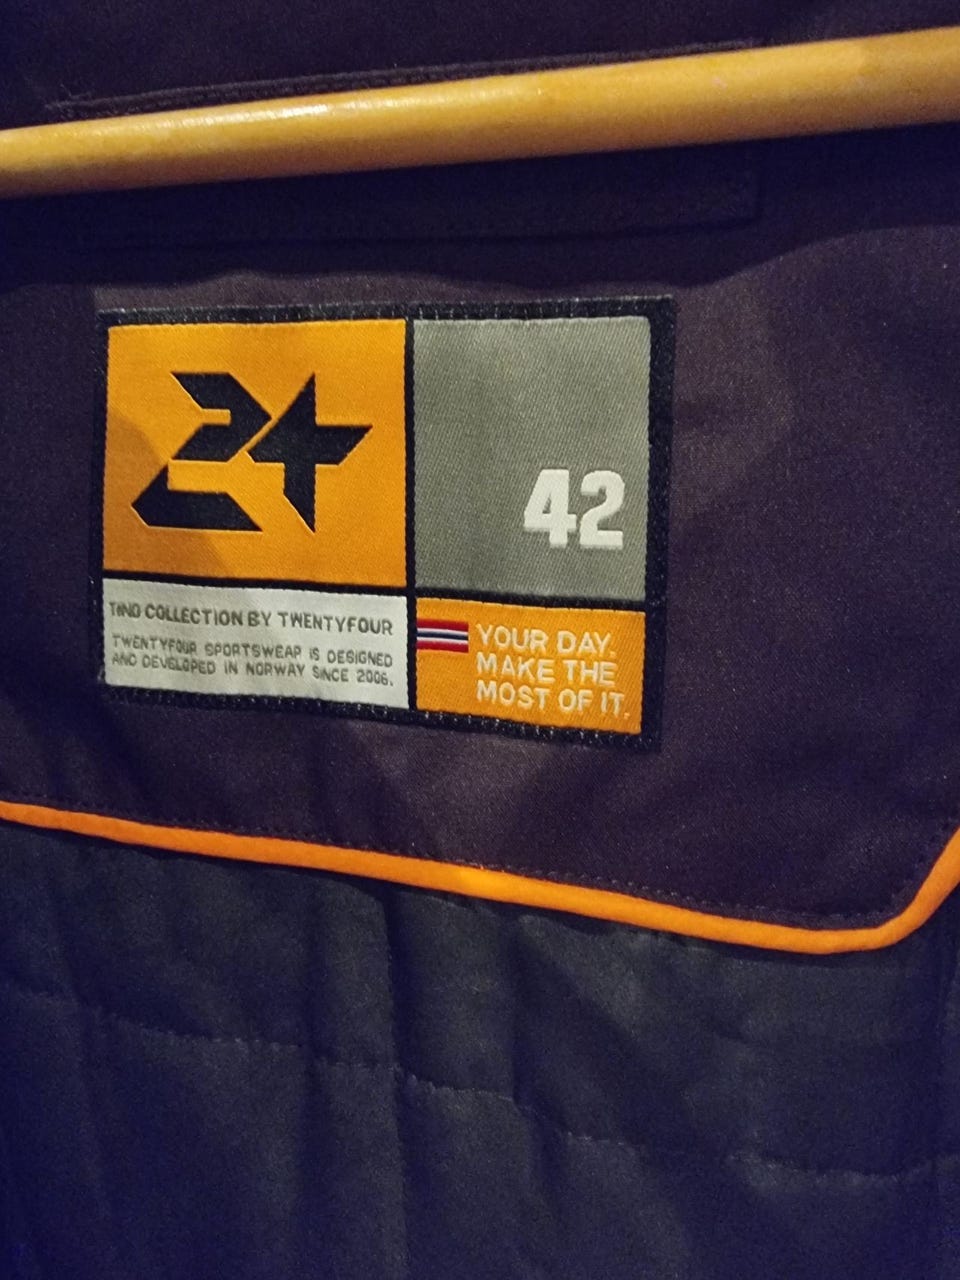 24
42
TIND COLLECTION BY TWENTYFOUR
TWENTYFOUR SPORTSWEAR IS DESIGNED
AND DEVELOPED IN NORWAY SINCE 2006.
YOUR DAY.
MAKE THE
MOST OF IT.